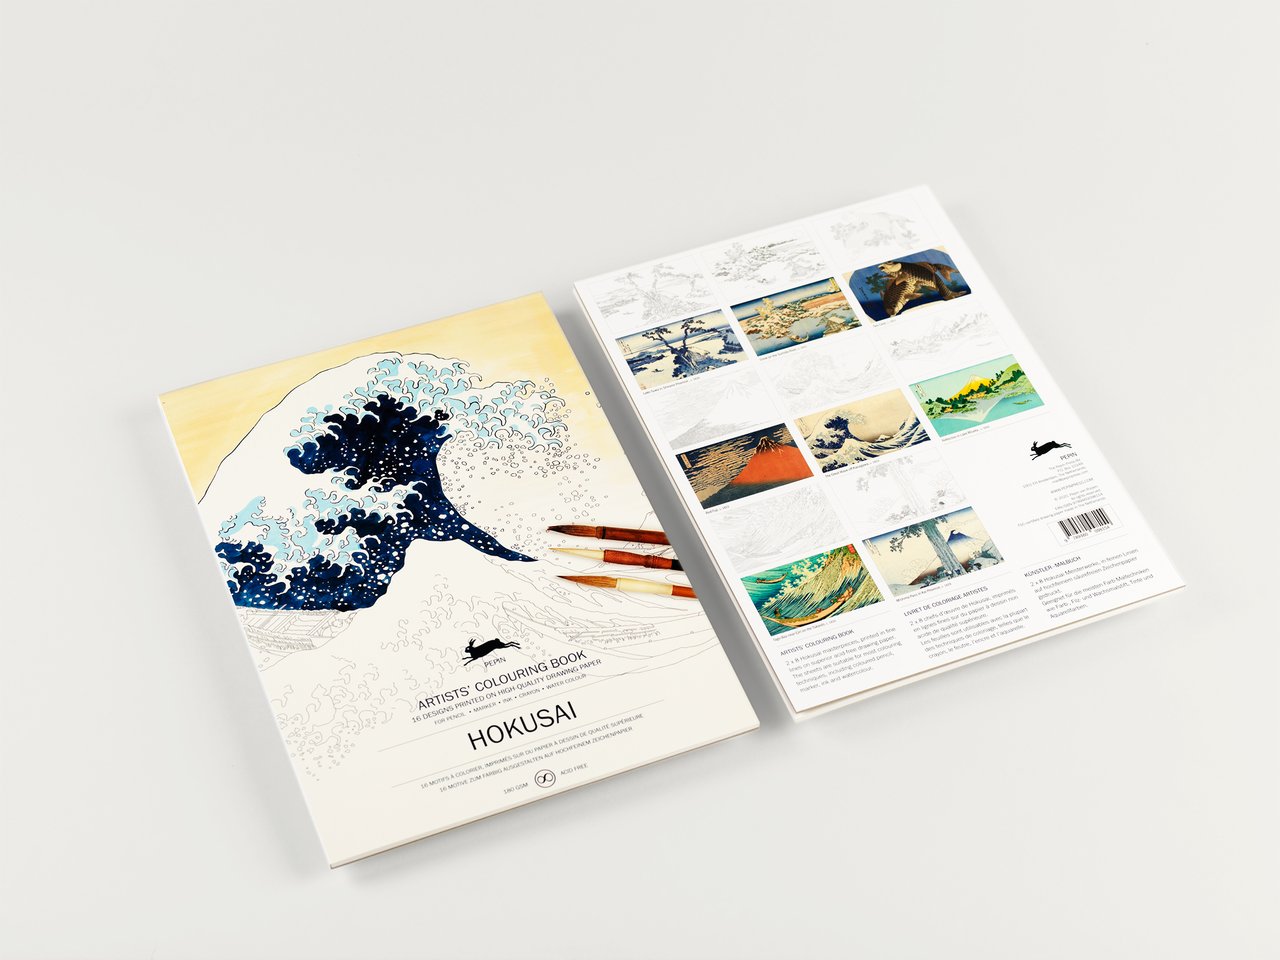 PEPIN
ARTISTS' COLOURING BOOK
16 DESIGNS PRINTED ON HIGH-QUALITY DRAWING PAPER
FOR PENCIL • MARKER • INK • CRAYON • WATER COLOUR
HOKUSAI
16 MOTIFS À COLORIER, IMPRIMÉS SUR DU PAPIER À DESSIN DE QUALITÉ SUPÉRIEURE
16 MOTIVE ZUM FARBIG AUSGESTALTEN AUF HOCHFEINEM ZEICHENPAPIER
180 GSM
ACID FREE
PEPIN
ARTISTS' COLOURING BOOK
2 x 8 Hokusai masterpieces, printed in fine
lines on superior acid free drawing paper.
The sheets are suitable for most colouring
techniques, including coloured pencil,
marker, ink and watercolour.
LIVRET DE COLORIAGE ARTISTES
2 x 8 chefs d'œuvre de Hokusai, imprimés
en lignes fines sur du papier à dessin non
acide de qualité supérieure.
Les feuilles sont utilisables avec la plupart
des techniques de coloriage, telles que le
crayon, le feutre, l'encre et l'aquarelle.
KÜNSTLER-MALBUCH
2 x 8 Hokusai-Meisterwerke, in feinen Linien
auf hochfeinem säurefreien Zeichenpapier
gedruckt.
Geeignet für die meisten Farb-Maltechniken
wie Farb-, Filz- und Wachsmalstift, Tinte und
Aquarellfarben.